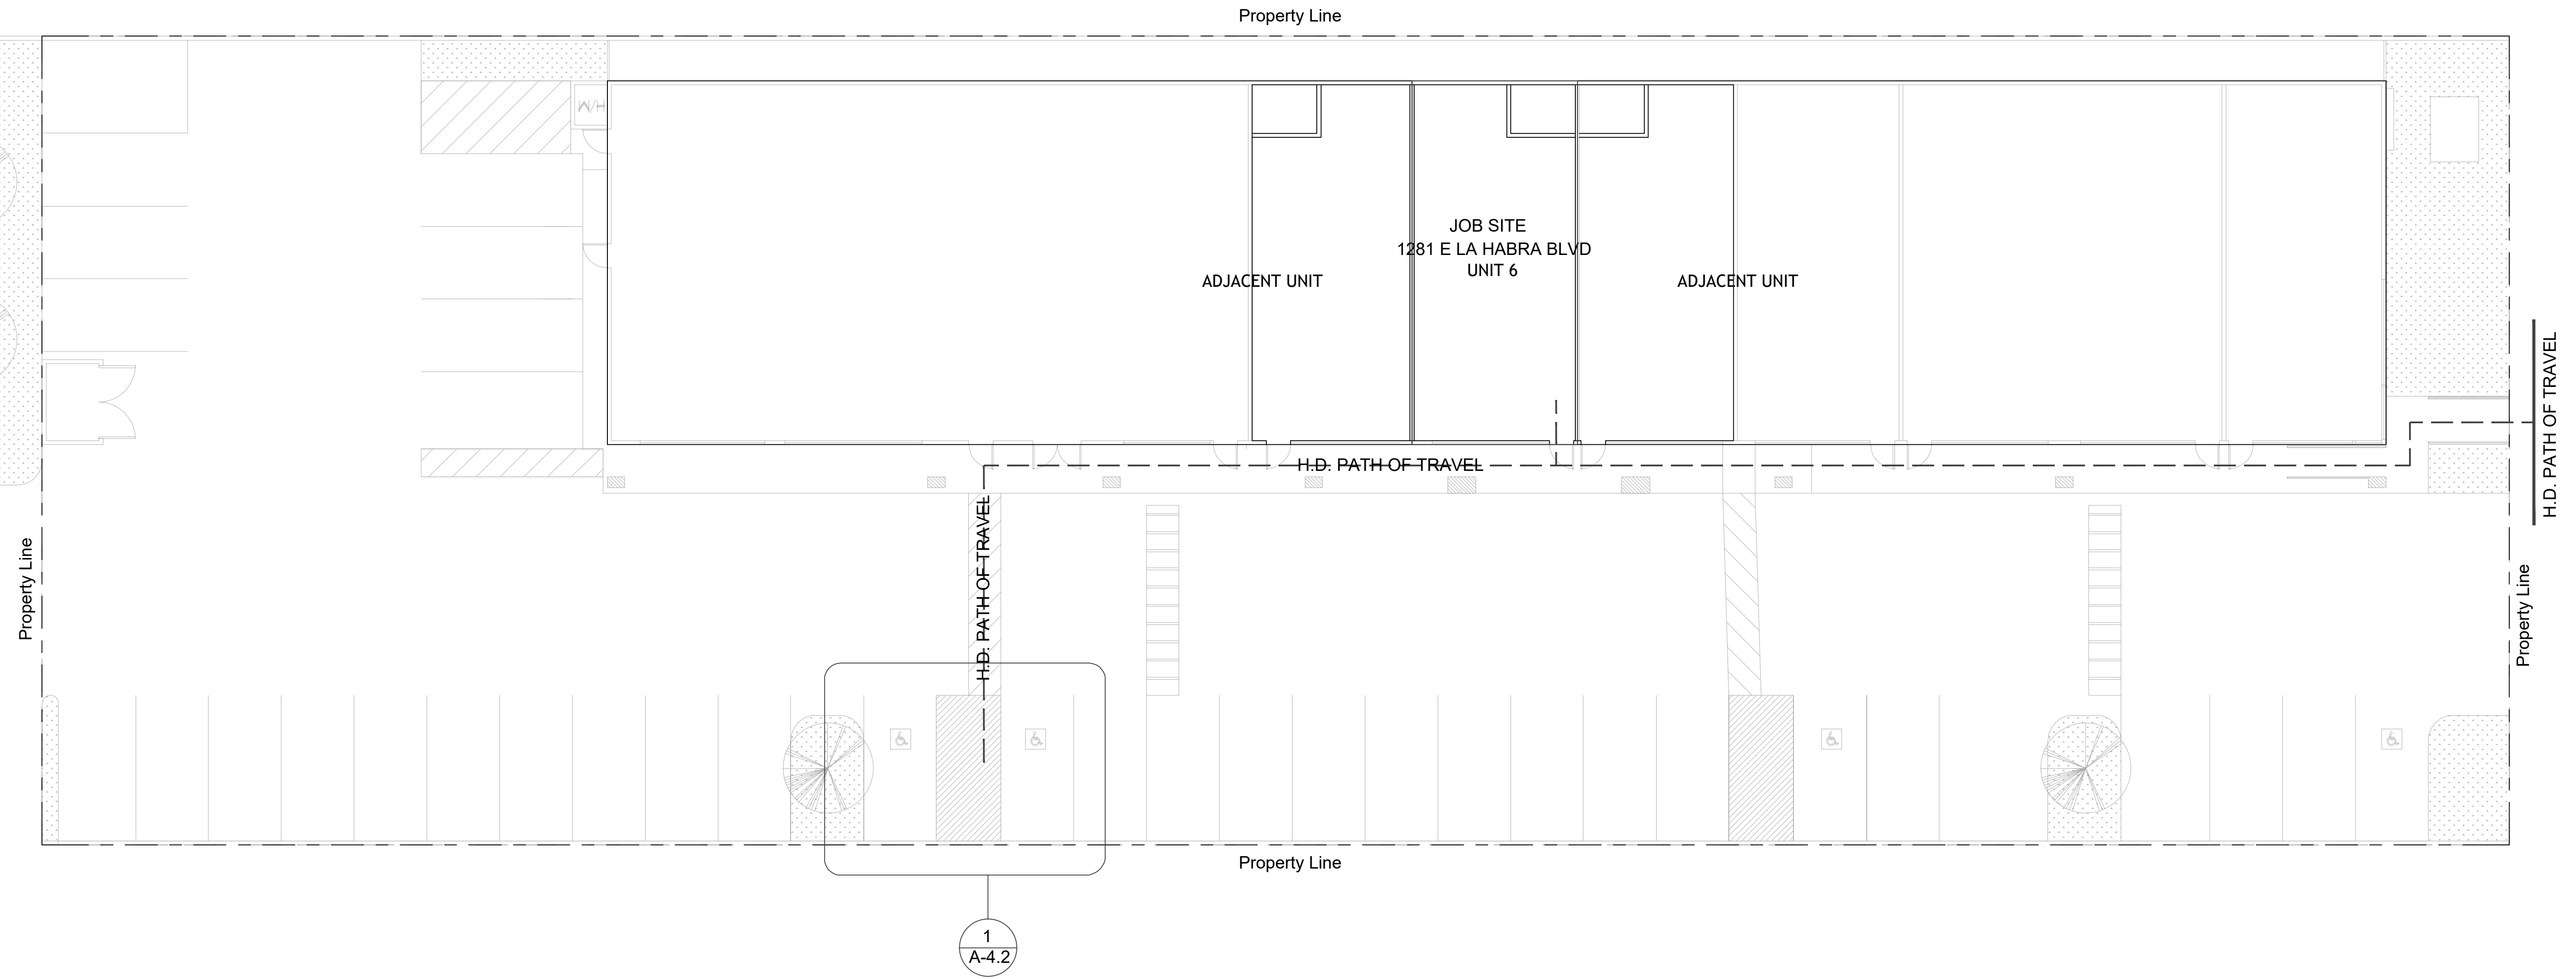 Property Line
I/M
JOB SITE
1281 E LA HABRA BLVD
UNIT 6
ADJACENT UNIT
ADJACENT UNIT
H.D. PATH OF TRAVEL
H.D. PATH OF TRAVEL
H.D. PATH OF TRAVEL
Property Line
Property Line
Property Line
1
A-4.2